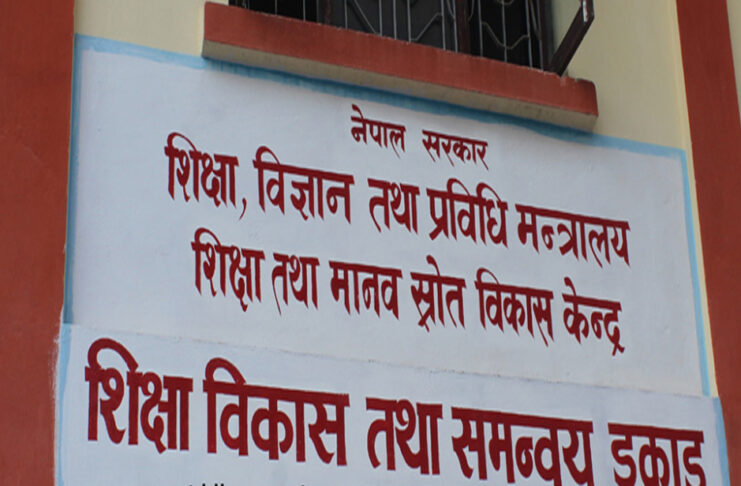 नेपाल सरकार
शिक्षा, विज्ञान तथा प्रविधि मन्त्रालय
शिक्षा तथा मानव स्रोत विकास केन्द्र
शिक्षा विकास तथा समन्वय इकाइ